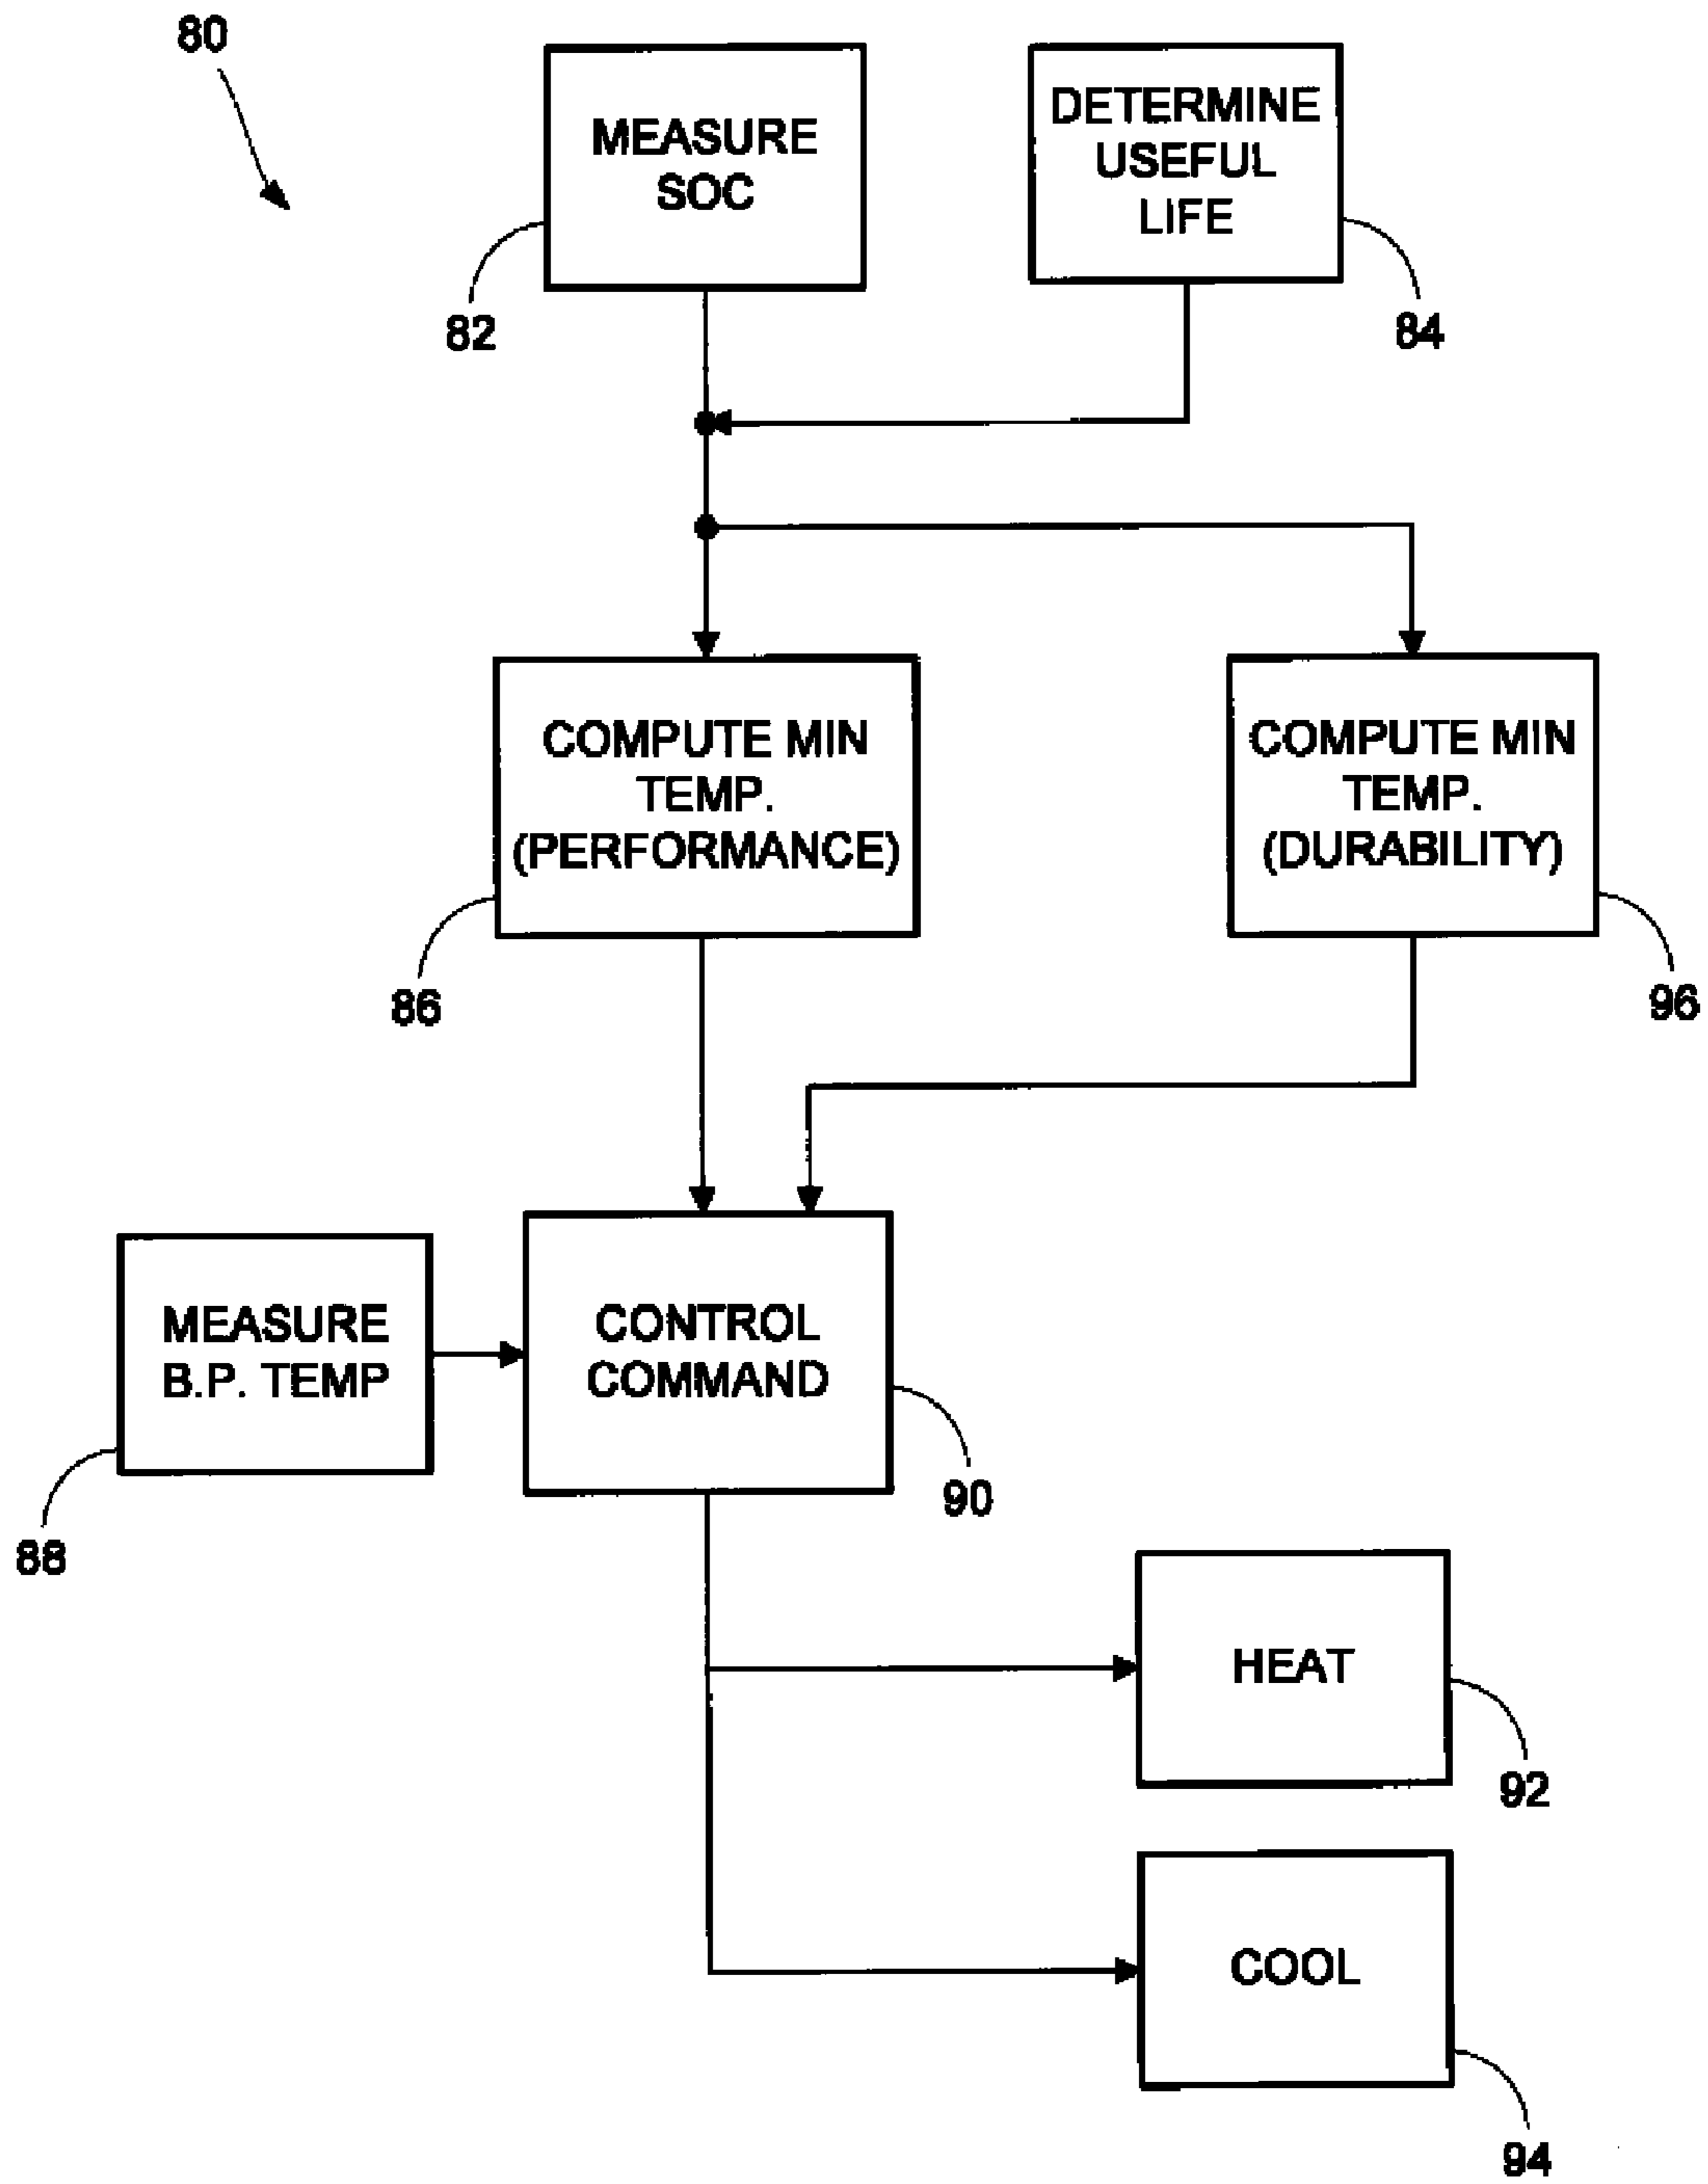 80
MEASURE
SOC
82
DETERMINE
USEFUL
LIFE
84
COMPUTE MIN
TEMP.
(PERFORMANCE)
86
COMPUTE MIN
TEMP.
(DURABILITY)
96
MEASURE
B.P. TEMP
88
CONTROL
COMMAND
90
HEAT
92
COOL
94